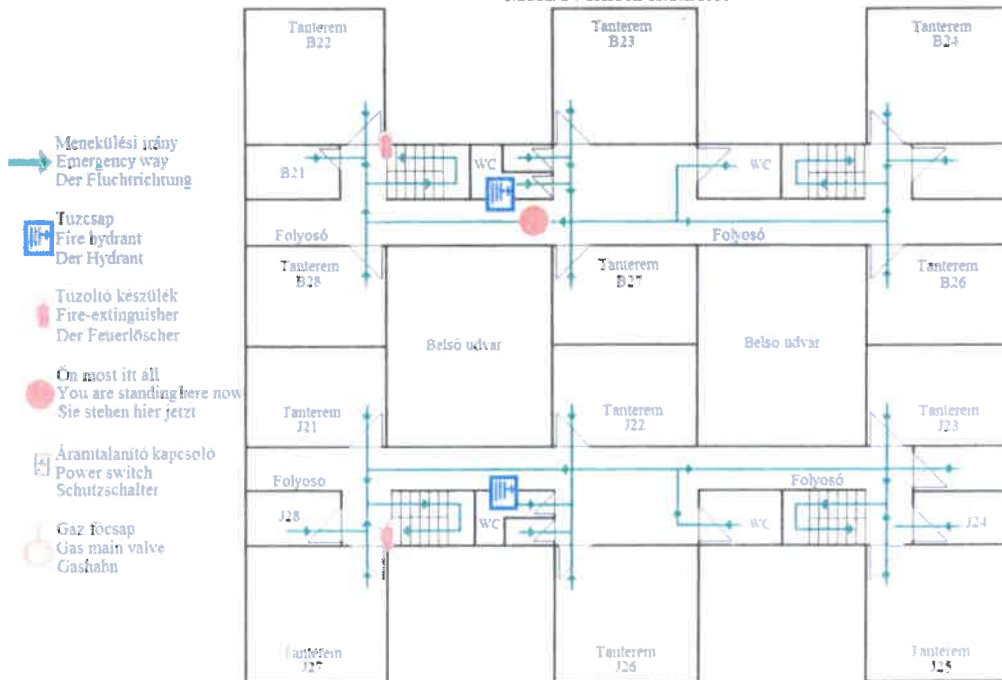 Menekülési irány
Emergency way
Der Fluchtrichtung
Tűzcsap
Fire hydrant
Der Hydrant
Tűzoltó készülék
Fire-extinguisher
Der Feuerlöscher
Ön most itt áll
You are standing here now
Sie stehen hier jetzt
Áramtalanító kapcsoló
Power switch
Schutzschalter
Gáz főcsap
Gas main valve
Gashahn
Tanterem
B22
Tanterem
B23
Tanterem
B24
B21
WC
WC
Folyosó
Folyosó
Tanterem
B28
Tanterem
B27
Tanterem
B26
Belső udvar
Belső udvar
Tanterem
J21
Tanterem
J22
Tanterem
J23
Folyosó
Folyosó
J28
WC
WC
J24
Tanterem
J27
Tanterem
J26
Tanterem
J25